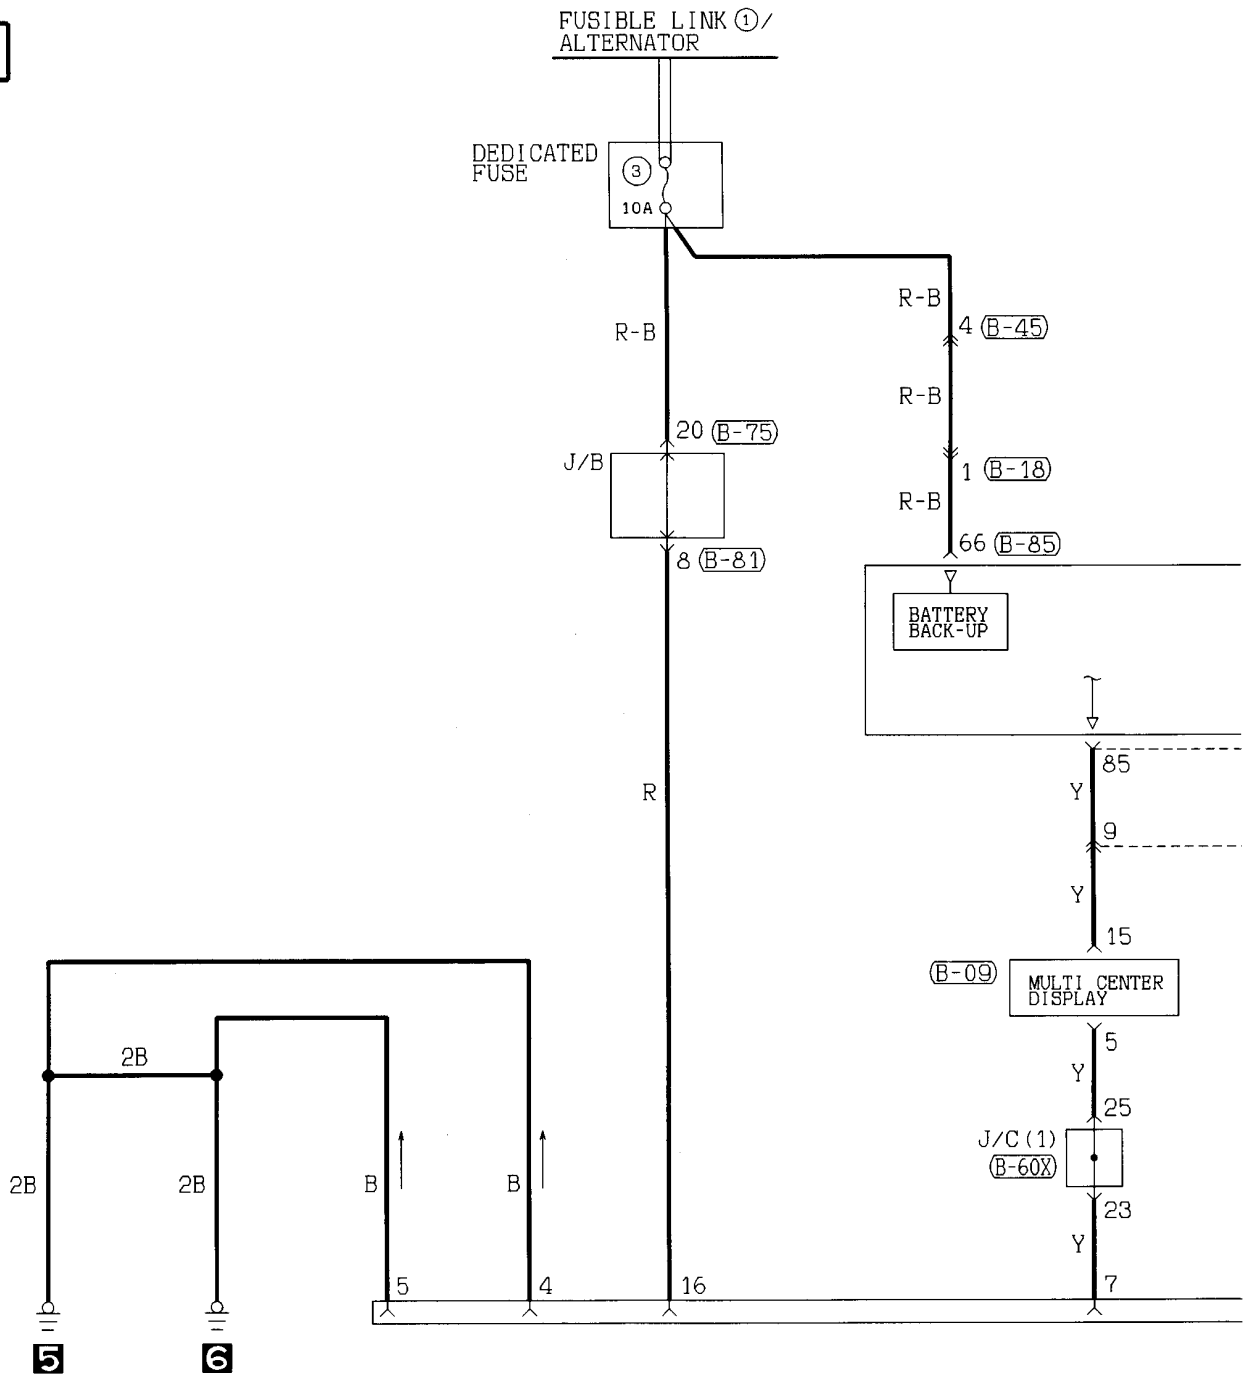 FUSIBLE LINK ①/
ALTERNATOR
DEDICATED
FUSE
③
10A
R-B
R-B
4 (B-45)
R-B
20 (B-75)
J/B
1 (B-18)
R-B
66 (B-85)
8 (B-81)
BATTERY
BACK-UP
85
R
Y
9
Y
15
(B-09)
MULTI CENTER
DISPLAY
5
2B
Y
25
J/C(1)
(B-60X)
2B
2B
B
B
23
Y
5
4
16
7
5
6